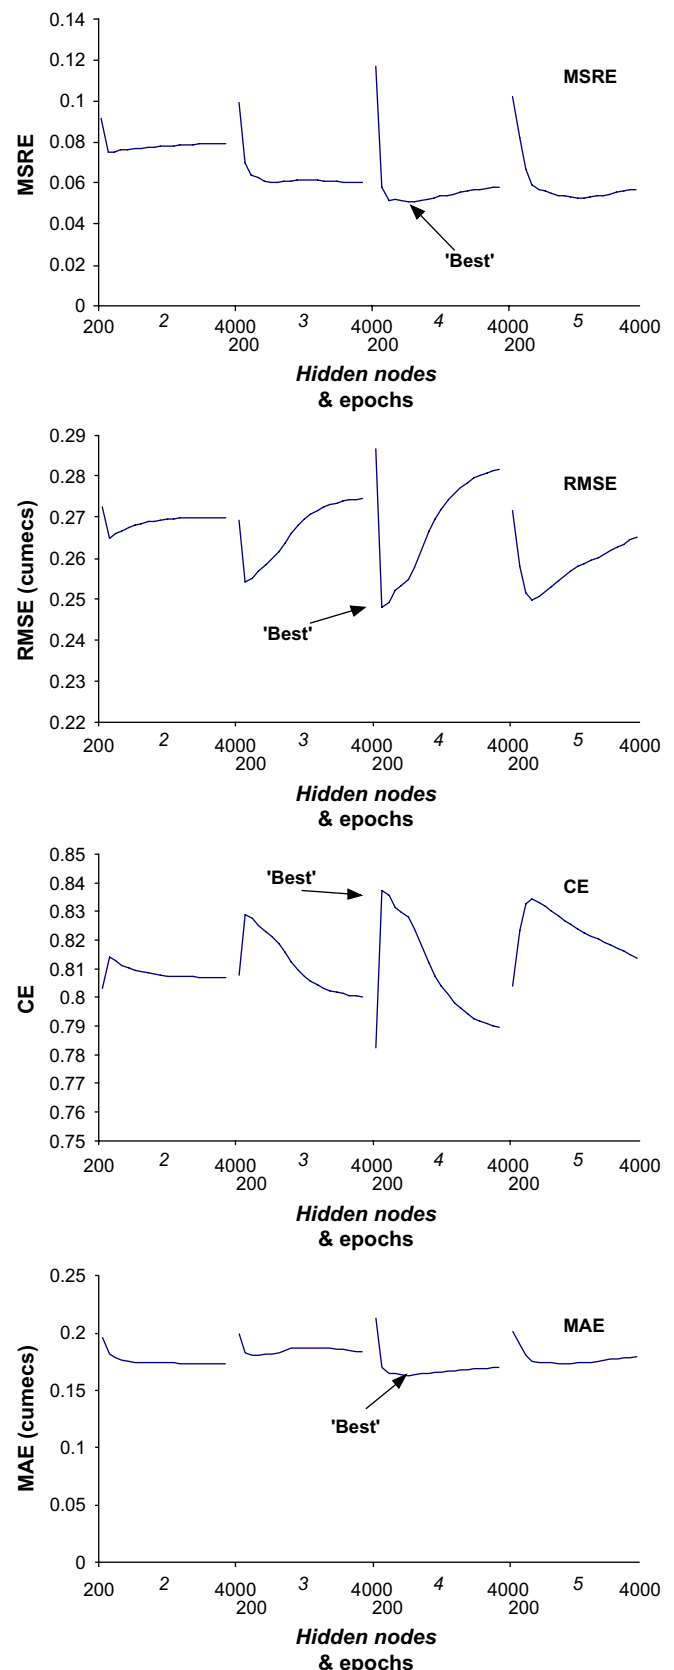 0.14
0.12
MSRE
0.1
0.08
MSRE
0.06
0.04
'Best'
0.02
0
200 2 4000 3 4000 4 4000 5 4000
200 200 200
Hidden nodes
& epochs
0.29
0.28
RMSE
0.27
0.26
RMSE (cumecs)
0.25
'Best'
0.24
0.23
0.22
200 2 4000 3 4000 4 4000 5 4000
200 200 200
Hidden nodes
& epochs
0.85
'Best'
0.84
CE
0.83
0.82
0.81
0.8
CE
0.79
0.78
0.77
0.76
0.75
200 2 4000 3 4000 4 4000 5 4000
200 200 200
Hidden nodes
& epochs
0.25
MAE
0.2
0.15
MAE (cumecs)
'Best'
0.1
0.05
0
200 2 4000 3 4000 4 4000 5 4000
200 200 200
Hidden nodes
& epochs